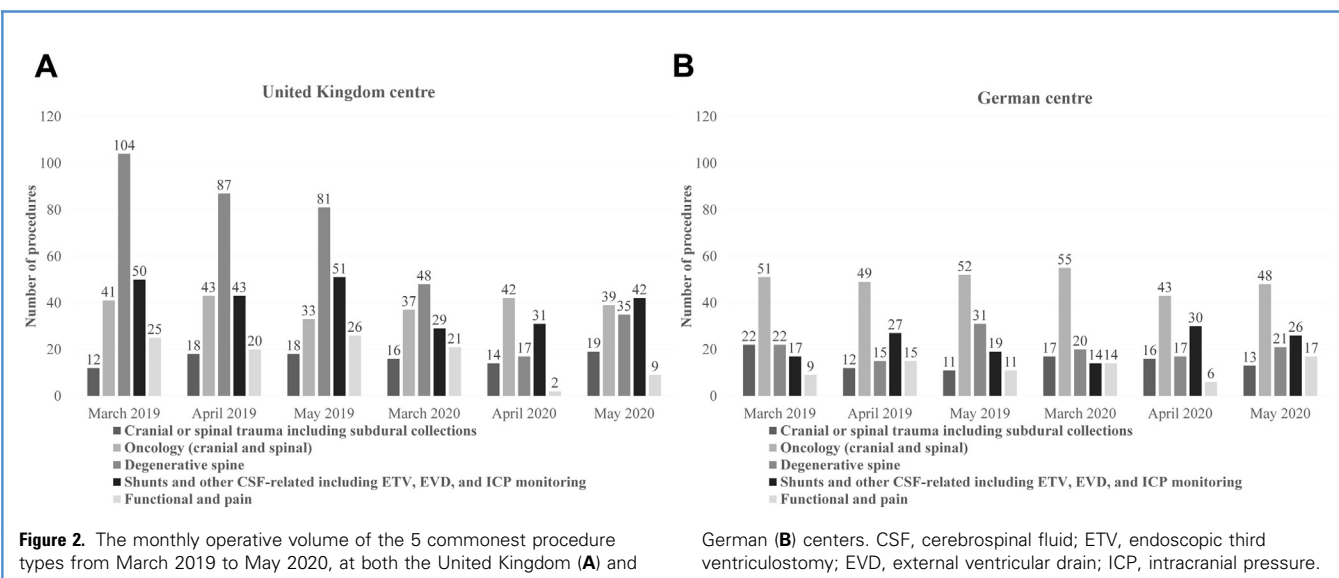 A
United Kingdom centre
Number of procedures
120
100
80
60
40
20
0
12 41 104 50 25
18 43 87 43 20
18 33 81 51 26
16 37 48 29 21
14 42 17 31 2
19 39 35 42 9
March 2019 April 2019 May 2019 March 2020 April 2020 May 2020
Cranial or spinal trauma including subdural collections
Oncology (cranial and spinal)
Degenerative spine
Shunts and other CSF-related including ETV, EVD, and ICP monitoring
Functional and pain
B
German centre
Number of procedures
120
100
80
60
40
20
0
22 51 22 17 9
12 49 15 27 15
11 52 31 19 11
17 55 20 14 14
16 43 17 30 6
13 48 21 26 17
March 2019 April 2019 May 2019 March 2020 April 2020 May 2020
Cranial or spinal trauma including subdural collections
Oncology (cranial and spinal)
Degenerative spine
Shunts and other CSF-related including ETV, EVD, and ICP monitoring
Functional and pain
Figure 2. The monthly operative volume of the 5 commonest procedure
types from March 2019 to May 2020, at both the United Kingdom (A) and
German (B) centers. CSF, cerebrospinal fluid; ETV, endoscopic third
ventriculostomy; EVD, external ventricular drain; ICP, intracranial pressure.